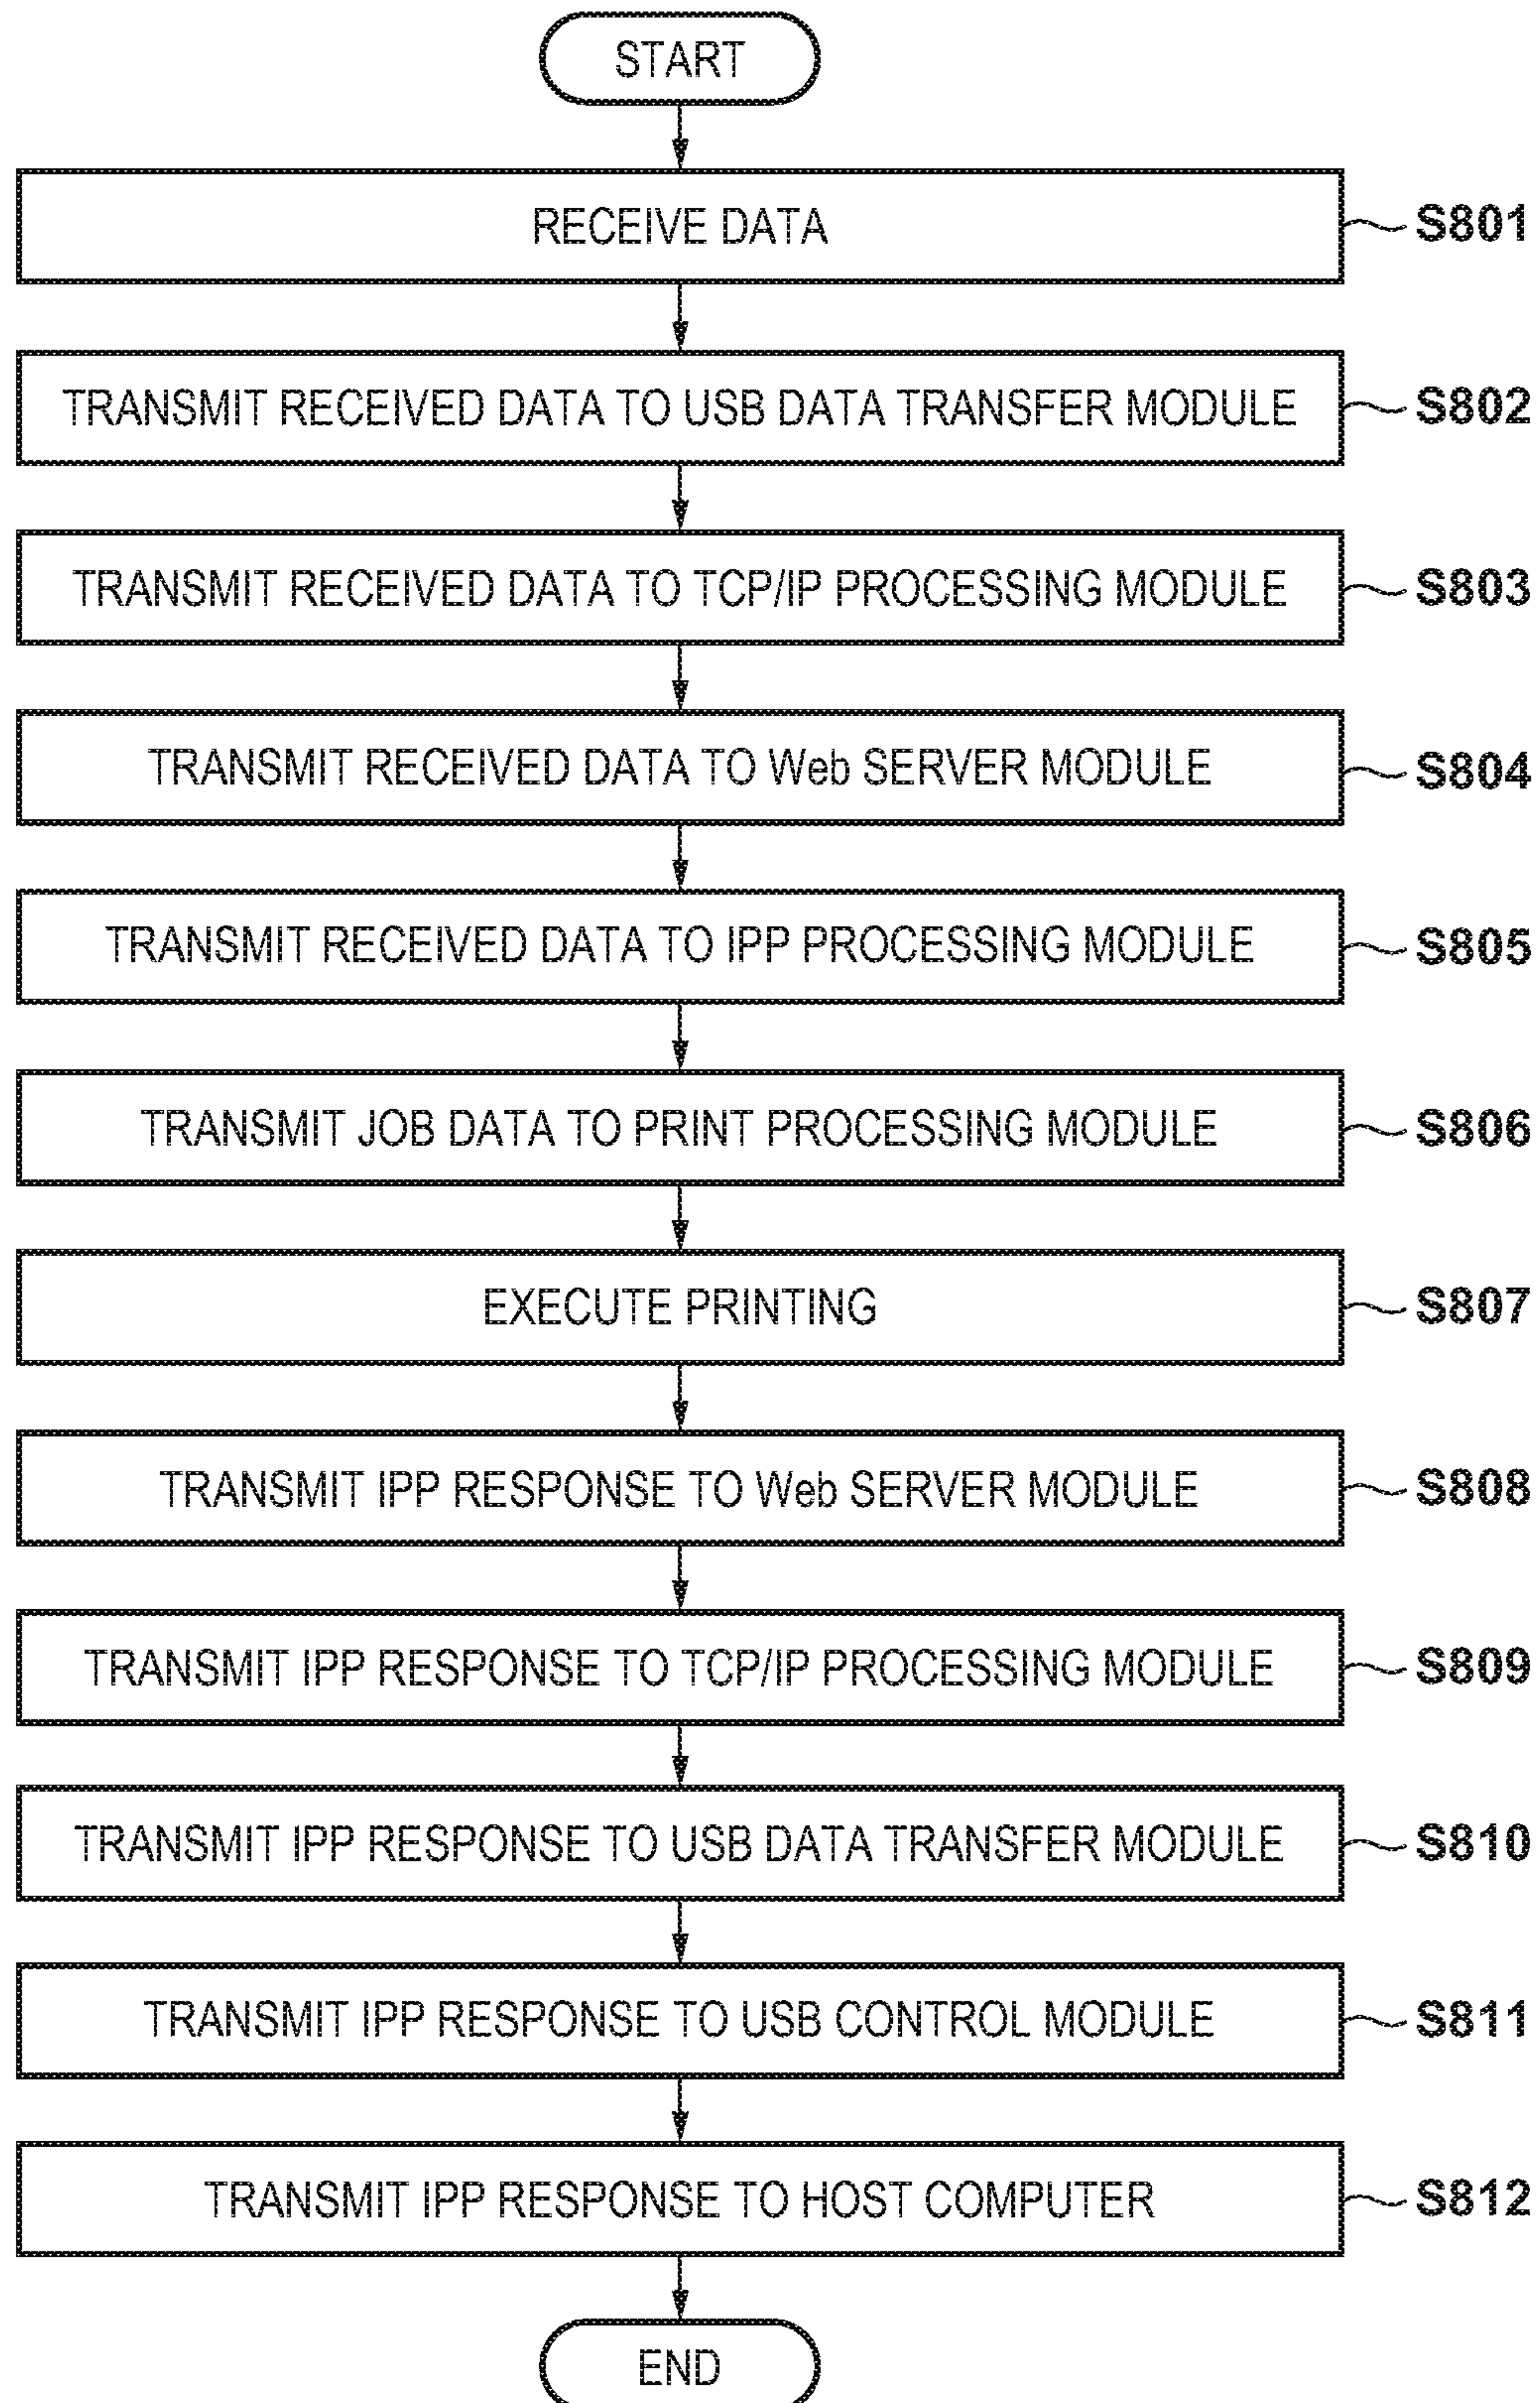 START
RECEIVE DATA
S801
TRANSMIT RECEIVED DATA TO USB DATA TRANSFER MODULE
S802
TRANSMIT RECEIVED DATA TO TCP/IP PROCESSING MODULE
S803
TRANSMIT RECEIVED DATA TO Web SERVER MODULE
S804
TRANSMIT RECEIVED DATA TO IPP PROCESSING MODULE
S805
TRANSMIT JOB DATA TO PRINT PROCESSING MODULE
S806
EXECUTE PRINTING
S807
TRANSMIT IPP RESPONSE TO Web SERVER MODULE
S808
TRANSMIT IPP RESPONSE TO TCP/IP PROCESSING MODULE
S809
TRANSMIT IPP RESPONSE TO USB DATA TRANSFER MODULE
S810
TRANSMIT IPP RESPONSE TO USB CONTROL MODULE
S811
TRANSMIT IPP RESPONSE TO HOST COMPUTER
S812
END